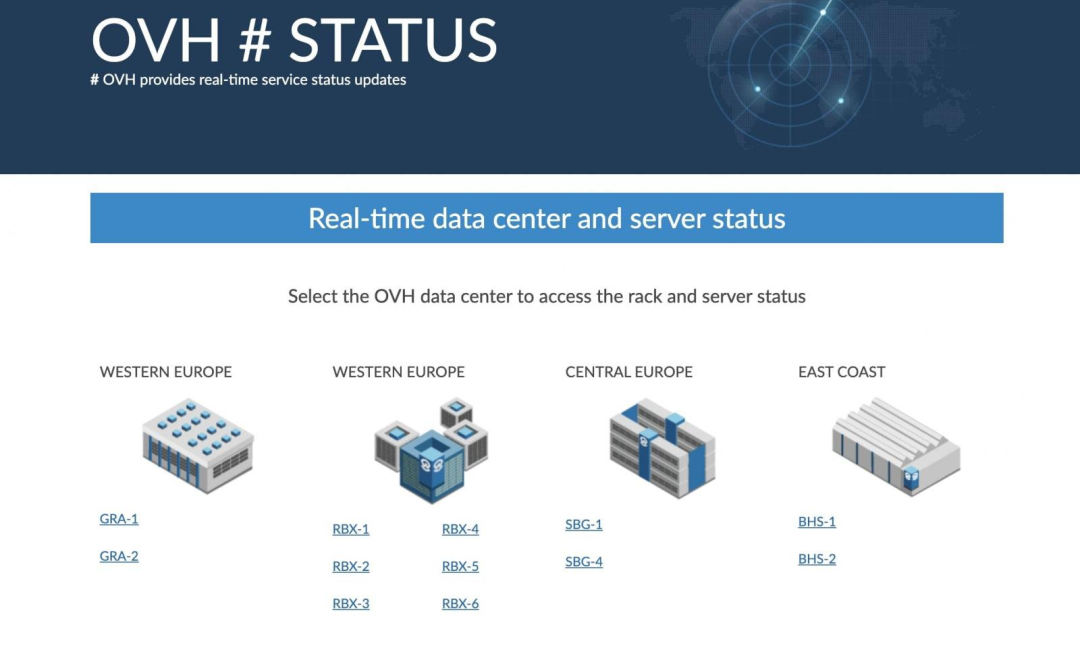 OVH # STATUS
# OVH provides real-time service status updates
Real-time data center and server status
Select the OVH data center to access the rack and server status
WESTERN EUROPE
GRA-1
GRA-2
WESTERN EUROPE
RBX-1 RBX-4
RBX-2 RBX-5
RBX-3 RBX-6
CENTRAL EUROPE
SBG-1
SBG-4
EAST COAST
BHS-1
BHS-2